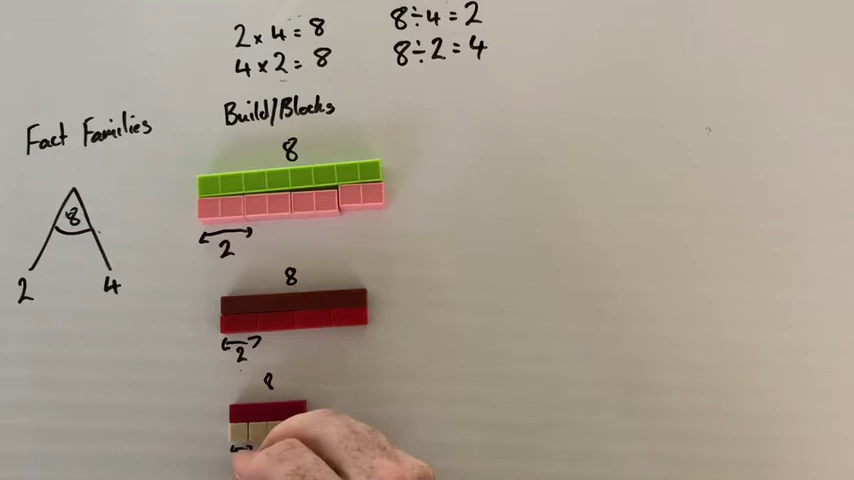 2 × 4 = 8
4 × 2 = 8
8 ÷ 4 = 2
8 ÷ 2 = 4
Fact Families
Build/Blocks
8
2
8
2 4
8
2
8